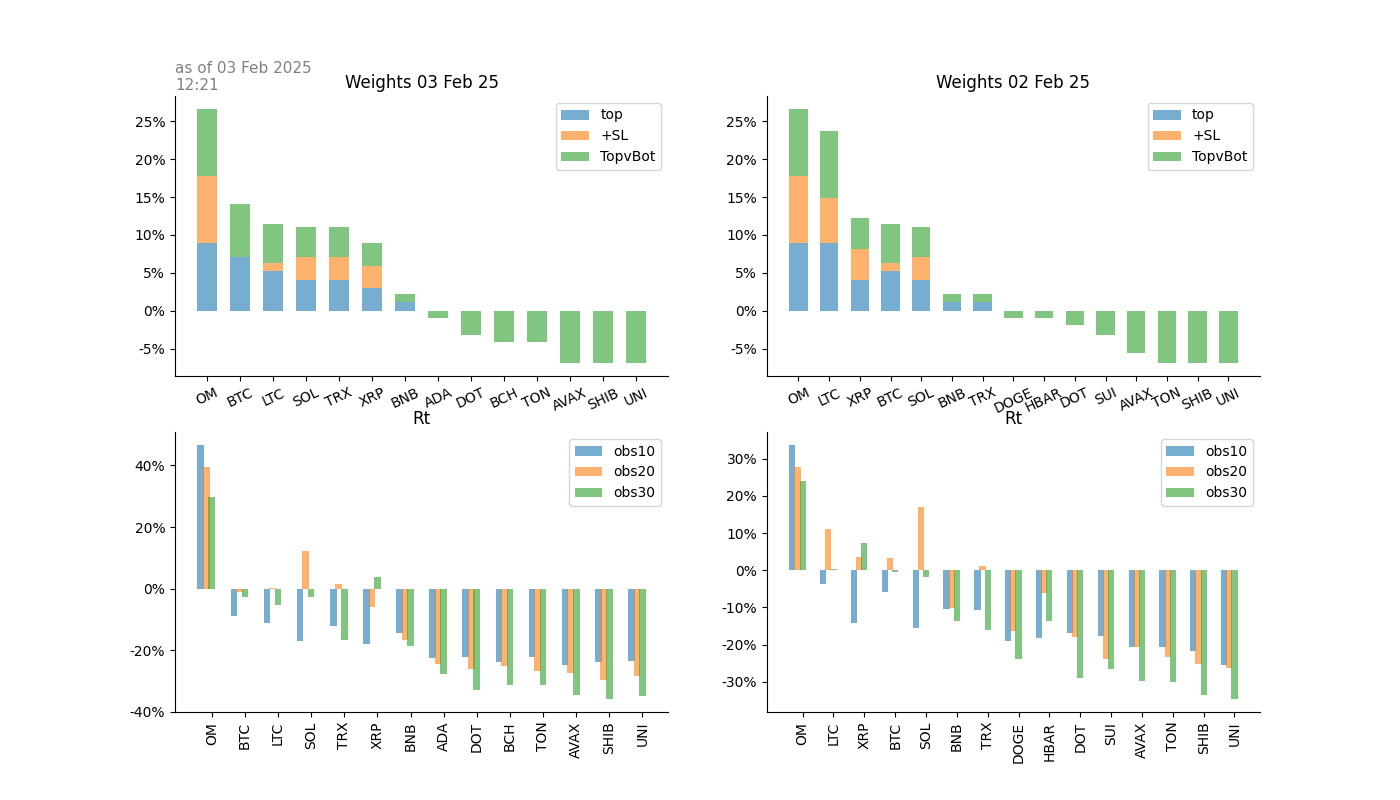 as of 03 Feb 2025
12:21
Weights 03 Feb 25
25%
20%
15%
10%
5%
0%
-5%
top
+SL
TopvBot
OM BTC LTC SOL TRX XRP BNB ADA DOT BCH TON AVAX SHIB UNI
Weights 02 Feb 25
25%
20%
15%
10%
5%
0%
-5%
top
+SL
TopvBot
OM LTC XRP BTC SOL BNB TRX DOGE HBAR DOT SUI AVAX TON SHIB UNI
Rt
40%
20%
0%
-20%
-40%
obs10
obs20
obs30
OM BTC LTC SOL TRX XRP BNB ADA DOT BCH TON AVAX SHIB UNI
Rt
30%
20%
10%
0%
-10%
-20%
-30%
obs10
obs20
obs30
OM LTC XRP BTC SOL BNB TRX DOGE HBAR DOT SUI AVAX TON SHIB UNI